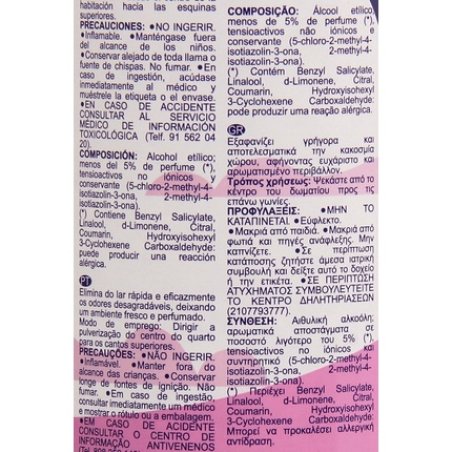 habitación hacia las esquinas
superiores.
PRECAUCIONES: •NO INGERIR.
•Inflamable. •Manténgase fuera
del alcance de los niños.
•Conservar alejado de toda llama o
fuente de chispas. No fumar. •En
caso de ingestión, acúdase
inmediatamente al médico y
muéstrele la etiqueta o el envase.
•EN CASO DE ACCIDENTE
CONSULTAR AL SERVICIO
MÉDICO DE INFORMACIÓN
TOXICOLÓGICA (Tel. 91 562 04
20).
COMPOSICIÓN: Alcohol etílico;
menos del 5% de perfume (*),
tensioactivos no iónicos y
conservante (5-chloro-2-methyl-4-
isotiazolin-3-ona, 2-metyl-4-
isotiazolin-3-ona).
(*) Contiene Benzyl Salicylate,
Linalool, d-Limonene, Citral,
Coumarin, Hydroxyisohexyl
3-Cyclohexene Carboxaldehyde:
puede producir una reacción
alérgica.
PT
Elimina do lar rápida e eficazmente
os odores desagradáveis, deixando
um ambiente fresco e perfumado.
Modo de emprego: Dirigir a
pulverização do centro do quarto
para os cantos superiores.
PRECAUÇÕES: •NÃO INGERIR.
•Inflamável. •Manter fora do
alcance das crianças. •Conservar
longe de fontes de ignição. Não
fumar. •Em caso de ingestão,
consultar imediatamente um médico
e mostrar o rótulo ou a embalagem.
•EM CASO DE ACIDENTE
CONSULTAR O CENTRO DE
INFORMAÇÃO ANTIVENENOS
COMPOSIÇÃO: Álcool etílico;
menos de 5% de perfume (*),
tensioativos não iónicos e
conservante (5-chloro-2-methyl-4-
isotiazolin-3-ona, 2-metyl-4-
isotiazolin-3-ona).
(*) Contém Benzyl Salicylate,
Linalool, d-Limonene, Citral,
Coumarin, Hydroxyisohexyl
3-Cyclohexene Carboxaldehyde:
pode produzir uma reação alérgica.
GR
Εξαφανίζει γρήγορα και
αποτελεσματικά την κακοσμία
χώρου, αφήνοντας ευχάριστο και
αρωματισμένο περιβάλλον.
Τρόπος χρήσεως: Ψεκάστε από το
κέντρο του δωματίου προς τις
επάνω γωνίες.
ΠΡΟΦΥΛΑΞΕΙΣ: •ΜΗΝ ΤΟ
ΚΑΤΑΠΙΝΕΤΑΙ. •Εύφλεκτο.
•Μακριά από παιδιά. •Μακριά από
φωτιά και πηγές ανάφλεξης. Μην
καπνίζετε. •Σε περίπτωση
κατάποσης ζητήστε άμεσα ιατρική
συμβουλή και δείξτε αυτό το δοχείο
ή την ετικέτα. •ΣΕ ΠΕΡΙΠΤΩΣΗ
ΑΤΥΧΗΜΑΤΟΣ ΣΥΜΒΟΥΛΕΥΤΕΙΤΕ
ΤΟ ΚΕΝΤΡΟ ΔΗΛΗΤΗΡΙΑΣΕΩΝ
(2107793777).
ΣΥΝΘΕΣΗ: Αιθυλική αλκοόλη;
αρωματικά αποστάγματα σε
ποσοστό λιγότερο του 5% (*),
tensioactivos no iónicos και
συντηρητικό (5-chloro-2-methyl-4-
isotiazolin-3-ona, 2-metyl-4-
isotiazolin-3-ona).
(*) Περιέχει Benzyl Salicylate,
Linalool, d-Limonene, Citral,
Coumarin, Hydroxyisohexyl
3-Cyclohexene Carboxaldehyde:
Μπορεί να προκαλέσει αλλεργική
αντίδραση.